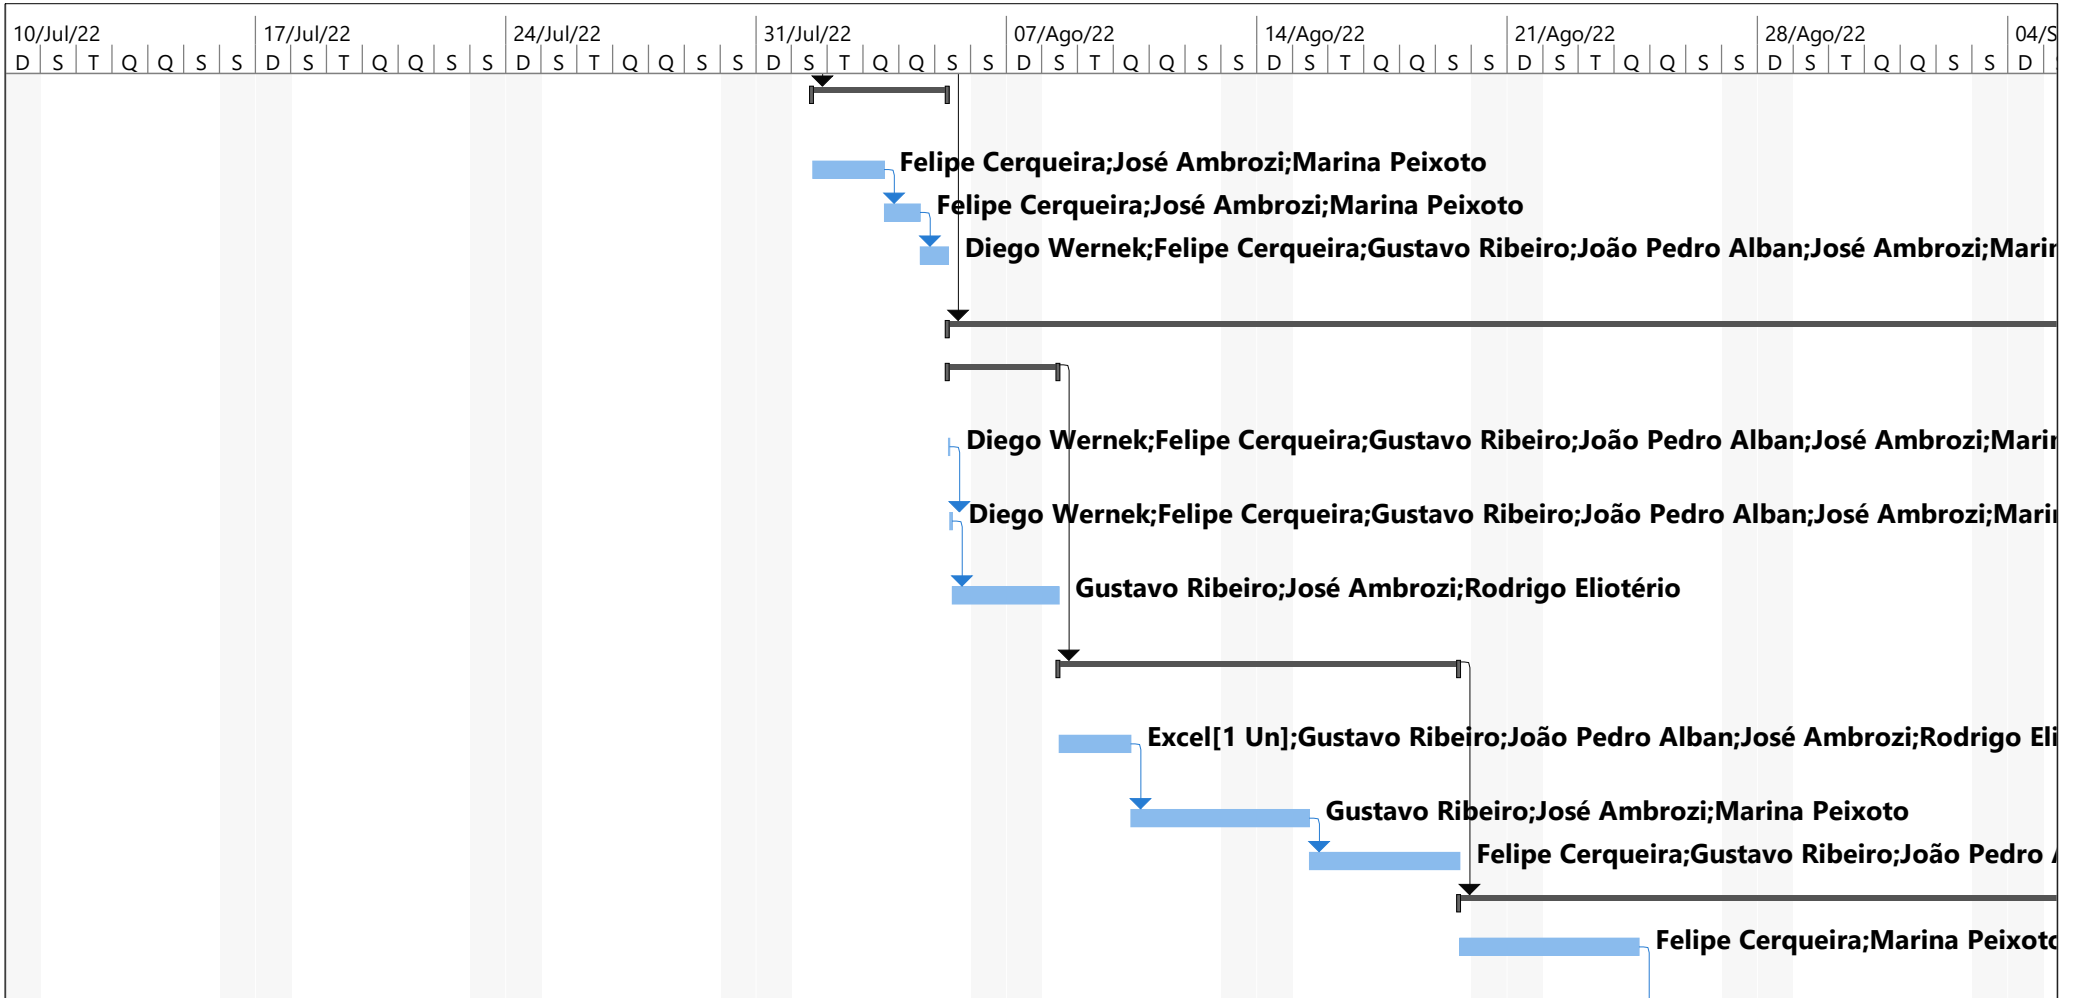 10/Jul/22 17/Jul/22 24/Jul/22 31/Jul/22 07/Ago/22 14/Ago/22 21/Ago/22 28/Ago/22 04/S
D S T Q Q S S D S T Q Q S S D S T Q Q S S D S T Q Q S S D S T Q Q S S D S T Q Q S S D S T Q Q S S D S T Q Q S S D
Felipe Cerqueira;José Ambrozi;Marina Peixoto
Felipe Cerqueira;José Ambrozi;Marina Peixoto
Diego Wernek;Felipe Cerqueira;Gustavo Ribeiro;João Pedro Alban;José Ambrozi;Marin
Diego Wernek;Felipe Cerqueira;Gustavo Ribeiro;João Pedro Alban;José Ambrozi;Marin
Diego Wernek;Felipe Cerqueira;Gustavo Ribeiro;João Pedro Alban;José Ambrozi;Marin
Gustavo Ribeiro;José Ambrozi;Rodrigo Eliotério
Excel[1 Un];Gustavo Ribeiro;João Pedro Alban;José Ambrozi;Rodrigo Eli
Gustavo Ribeiro;José Ambrozi;Marina Peixoto
Felipe Cerqueira;Gustavo Ribeiro;João Pedro
Felipe Cerqueira;Marina Peixoto